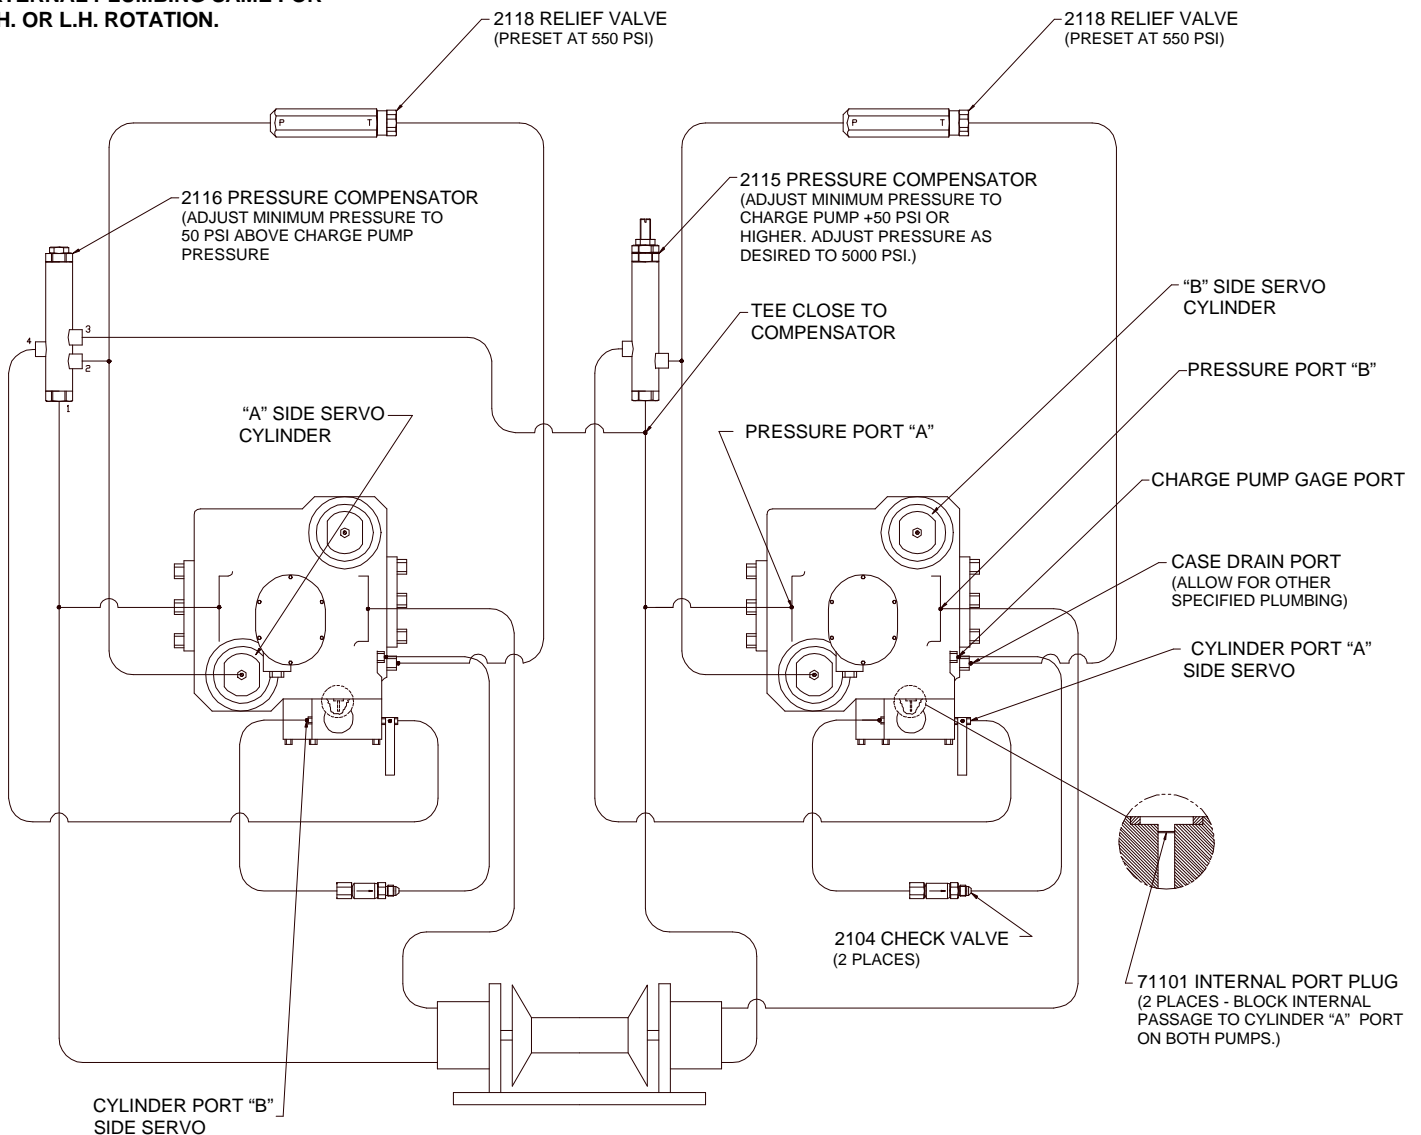 H. OR L.H. ROTATION.
2118 RELIEF VALVE
(PRESET AT 550 PSI)
2118 RELIEF VALVE
(PRESET AT 550 PSI)
P T
P T
2116 PRESSURE COMPENSATOR
(ADJUST MINIMUM PRESSURE TO
50 PSI ABOVE CHARGE PUMP
PRESSURE
2115 PRESSURE COMPENSATOR
(ADJUST MINIMUM PRESSURE TO
CHARGE PUMP +50 PSI OR
HIGHER. ADJUST PRESSURE AS
DESIRED TO 5000 PSI.)
"B" SIDE SERVO
CYLINDER
TEE CLOSE TO
COMPENSATOR
3
4
2
1
PRESSURE PORT "B"
"A" SIDE SERVO
CYLINDER
PRESSURE PORT "A"
CHARGE PUMP GAGE PORT
CASE DRAIN PORT
(ALLOW FOR OTHER
SPECIFIED PLUMBING)
CYLINDER PORT "A"
SIDE SERVO
2104 CHECK VALVE
(2 PLACES)
71101 INTERNAL PORT PLUG
(2 PLACES - BLOCK INTERNAL
PASSAGE TO CYLINDER "A" PORT
ON BOTH PUMPS.)
CYLINDER PORT "B"
SIDE SERVO